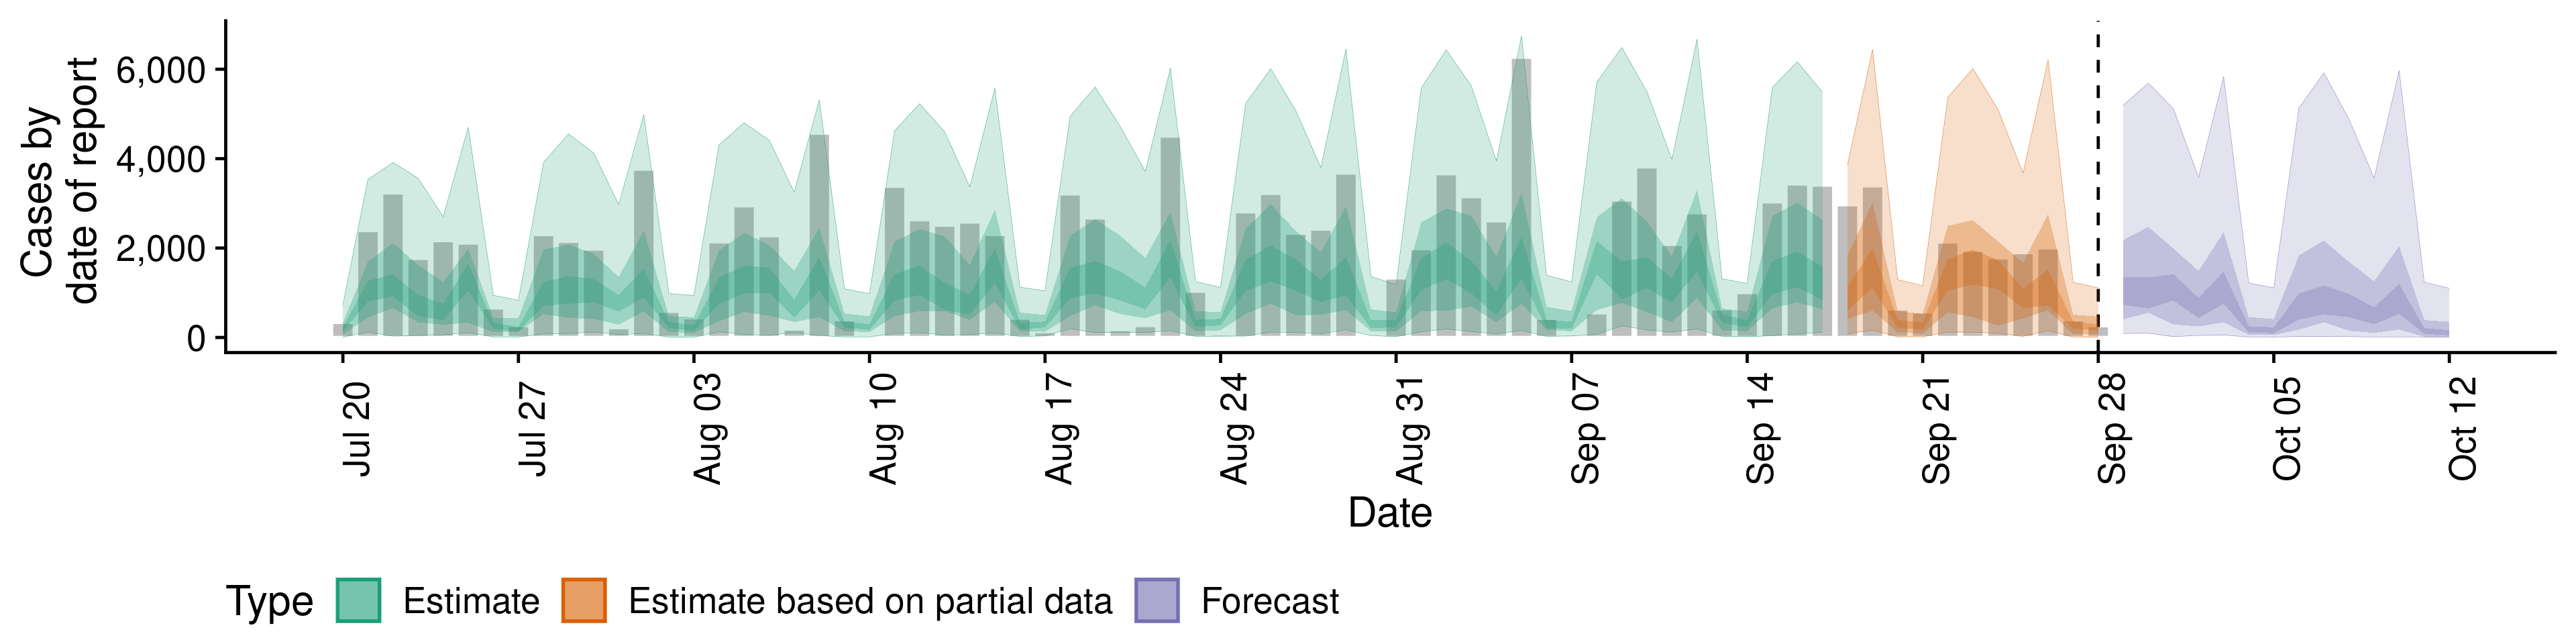 Cases by
date of report
6,000
4,000
2,000
0
Jul 20
Jul 27
Aug 03
Aug 10
Aug 17
Aug 24
Aug 31
Sep 07
Sep 14
Sep 21
Sep 28
Oct 05
Oct 12
Date
Type Estimate Estimate based on partial data Forecast